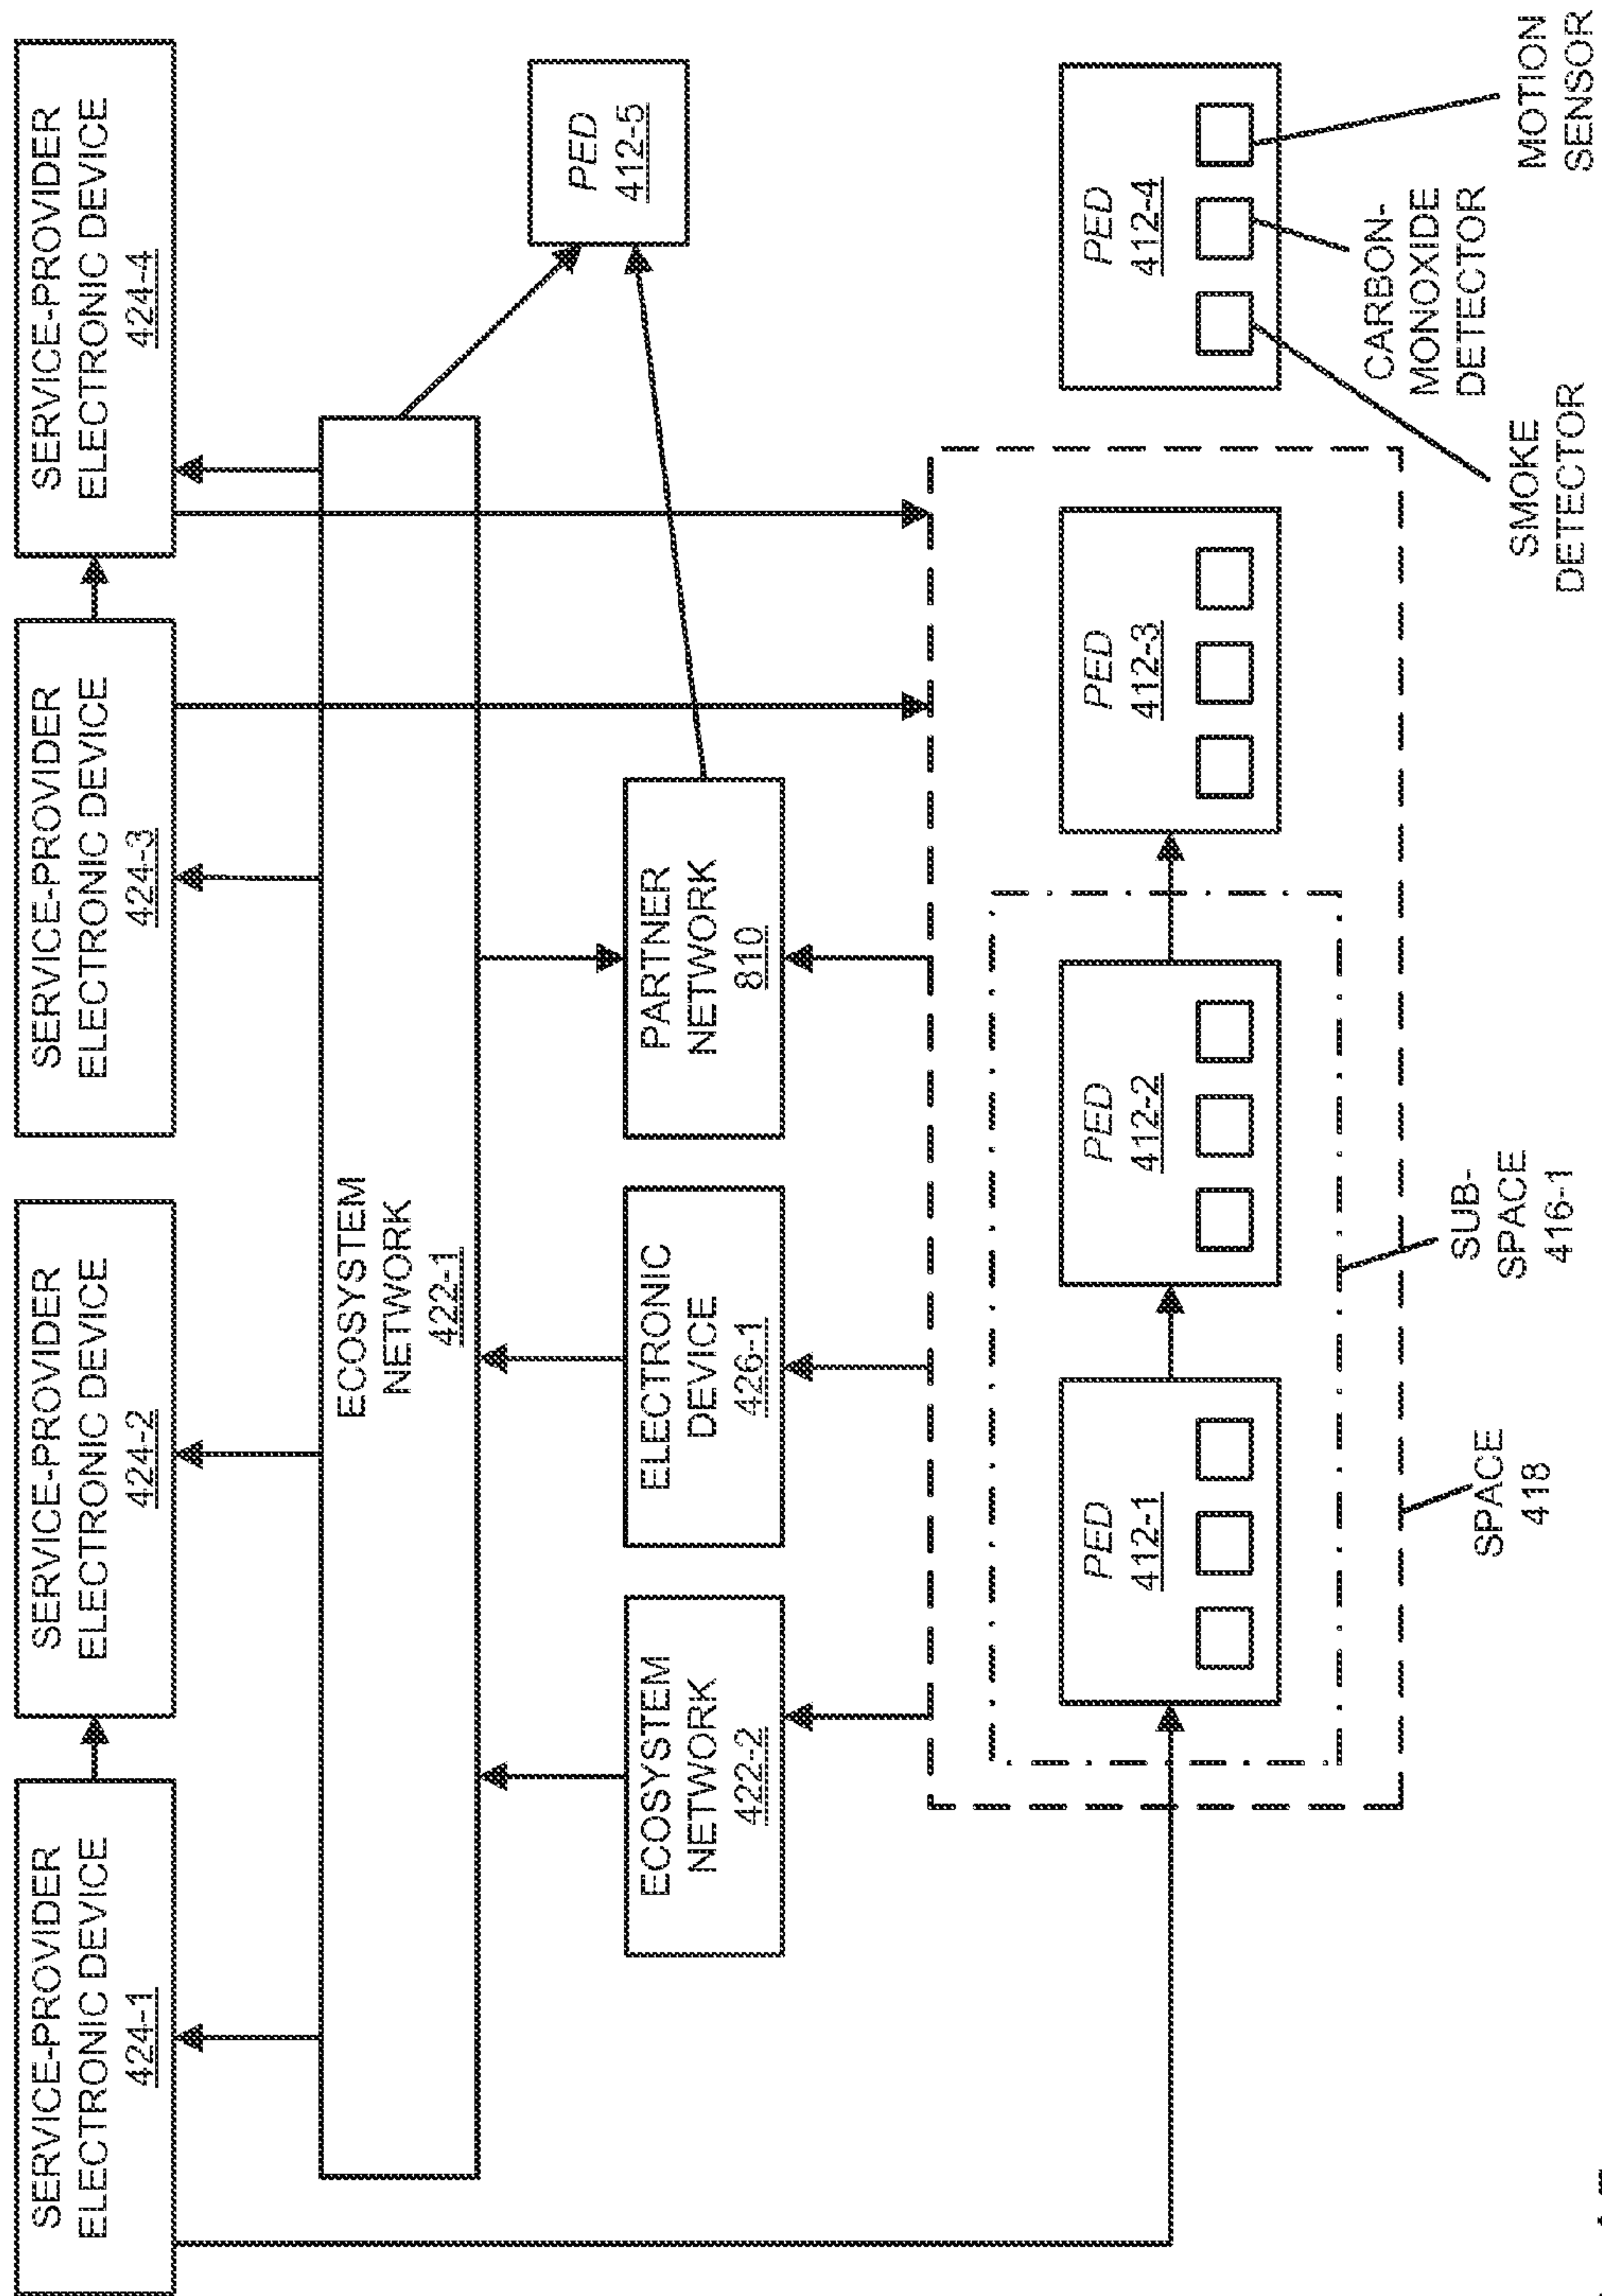 SERVICE-PROVIDER
ELECTRONIC DEVICE
424-1
SERVICE-PROVIDER
ELECTRONIC DEVICE
424-2
SERVICE-PROVIDER
ELECTRONIC DEVICE
424-3
SERVICE-PROVIDER
ELECTRONIC DEVICE
424-4
ECOSYSTEM
NETWORK
422-1
PED
412-5
ECOSYSTEM
NETWORK
422-2
ELECTRONIC
DEVICE
426-1
PARTNER
NETWORK
810
PED
412-1
PED
412-2
PED
412-3
PED
412-4
SPACE
418
SUB-
SPACE
416-1
SMOKE
DETECTOR
CARBON-
MONOXIDE
DETECTOR
MOTION
SENSOR